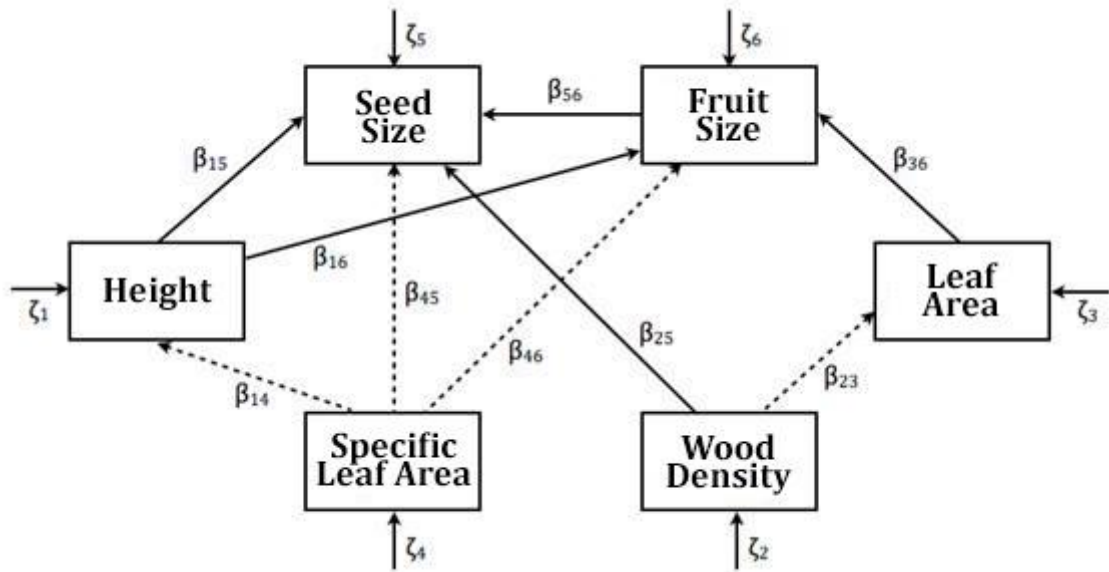 ζ5
ζ6
Seed
Size
β56
Fruit
Size
β15
β36
β16
Height
ζ1
β45
β46
β25
Leaf
Area
ζ3
β14
β23
Specific
Leaf Area
Wood
Density
ζ4
ζ2